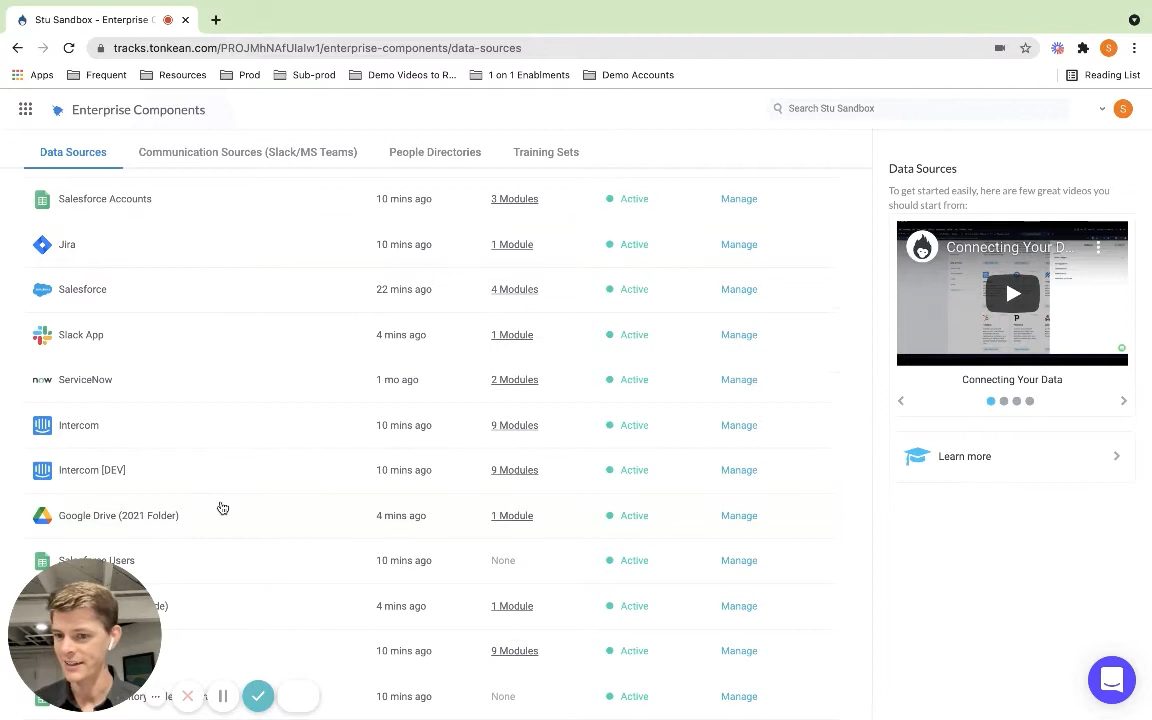 Stu Sandbox - Enterprise C
tracks.tonkean.com/PROJMhNAfUIaIw1/enterprise-components/data-sources
S
Apps Frequent Resources Prod Sub-prod Demo Videos to R... 1 on 1 Enablments Demo Accounts Reading List
Enterprise Components
Search Stu Sandbox
S
Data Sources Communication Sources (Slack/MS Teams) People Directories Training Sets
Salesforce Accounts 10 mins ago 3 Modules Active Manage
Jira 10 mins ago 1 Module Active Manage
Salesforce 22 mins ago 4 Modules Active Manage
Slack App 4 mins ago 1 Module Active Manage
now ServiceNow 1 mo ago 2 Modules Active Manage
Intercom 10 mins ago 9 Modules Active Manage
Intercom [DEV] 10 mins ago 9 Modules Active Manage
Google Drive (2021 Folder) 4 mins ago 1 Module Active Manage
Salesforce Users 10 mins ago None Active Manage
4 mins ago 1 Module Active Manage
10 mins ago 9 Modules Active Manage
10 mins ago None Active Manage
Data Sources
To get started easily, here are few great videos you
should start from:
Connecting Your D...
Connecting Your Data
Learn more